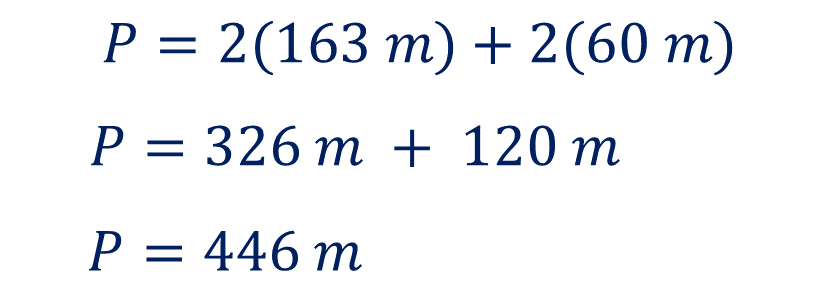 P = 2(163 m) + 2(60 m)
P = 326 m + 120 m
P = 446 m